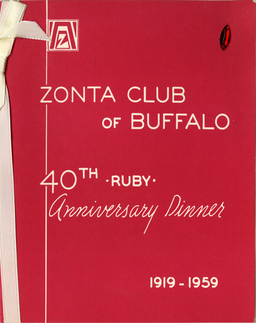 ZONTA CLUB
OF BUFFALO
40TH · RUBY ·
Anniversary Dinner
1919 - 1959